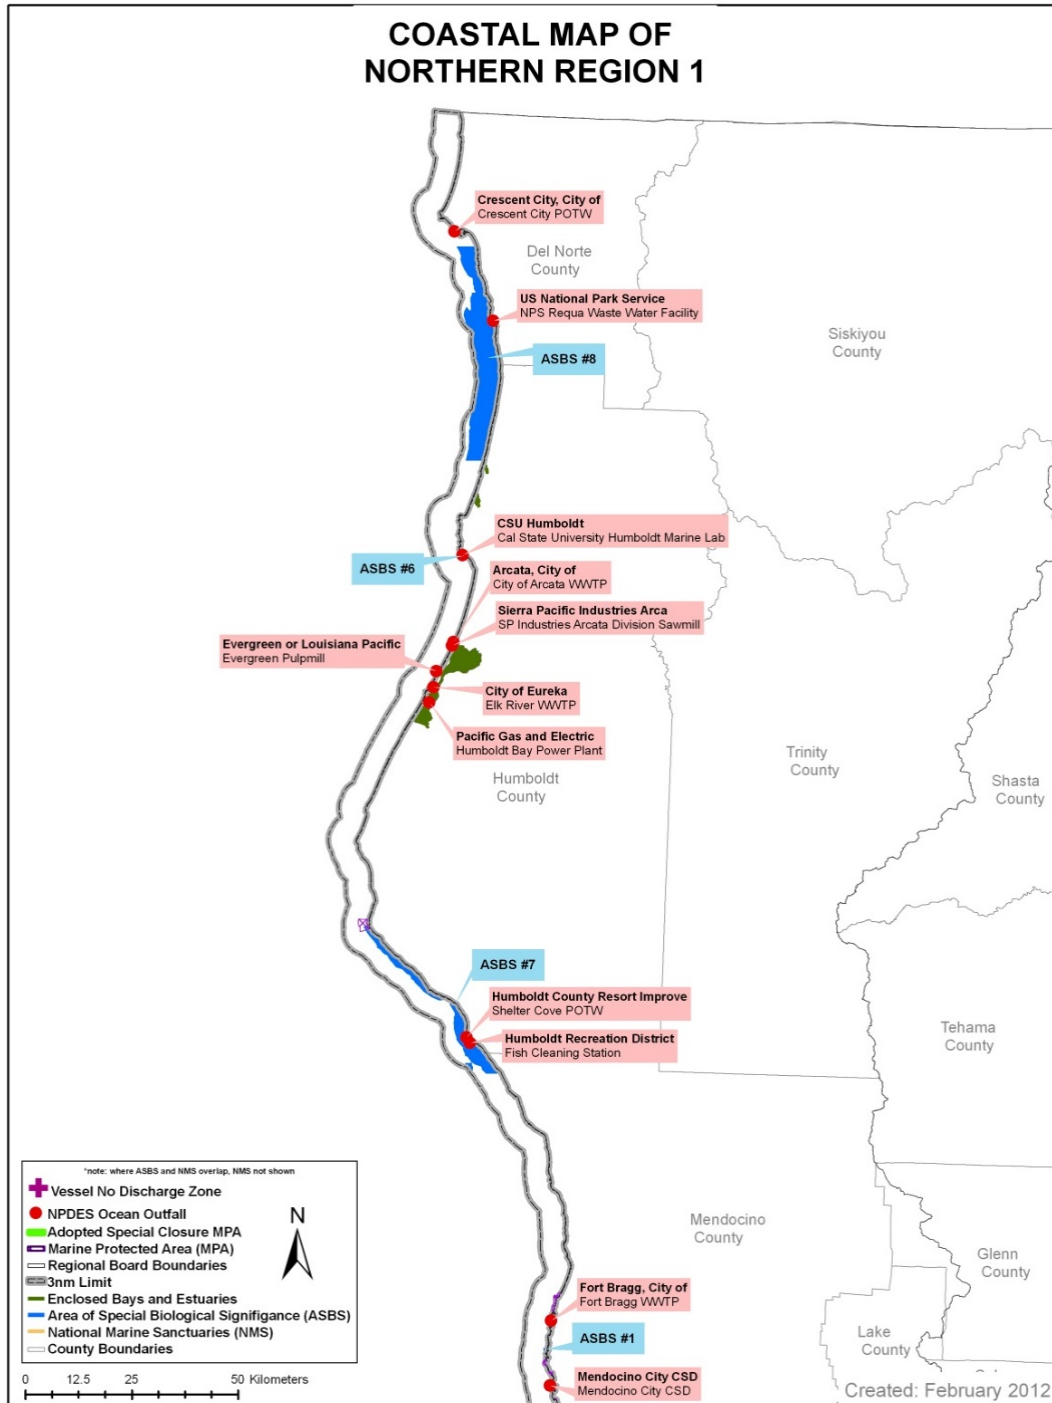 COASTAL MAP OF
NORTHERN REGION 1
Crescent City, City of
Crescent City POTW
Del Norte
County
US National Park Service
NPS Requa Waste Water Facility
Siskiyou
County
ASBS #8
CSU Humboldt
Cal State University Humboldt Marine Lab
ASBS #6
Arcata, City of
City of Arcata WWTP
Sierra Pacific Industries Arca
SP Industries Arcata Division Sawmill
Evergreen or Louisiana Pacific
Evergreen Pulpmill
City of Eureka
Elk River WWTP
Pacific Gas and Electric
Humboldt Bay Power Plant
Trinity
County
Humboldt
County
Shasta
County
ASBS #7
Humboldt County Resort Improve
Shelter Cove POTW
Humboldt Recreation District
Fish Cleaning Station
Tehama
County
Mendocino
County
Glenn
County
Fort Bragg, City of
Fort Bragg WWTP
ASBS #1
Lake
County
Mendocino City CSD
Mendocino City CSD
*note: where ASBS and NMS overlap, NMS not shown
Vessel No Discharge Zone
NPDES Ocean Outfall
Adopted Special Closure MPA
Marine Protected Area (MPA)
Regional Board Boundaries
3nm Limit
Enclosed Bays and Estuaries
Area of Special Biological Signifigance (ASBS)
National Marine Sanctuaries (NMS)
County Boundaries
N
0 12.5 25 50 Kilometers
Created: February 2012